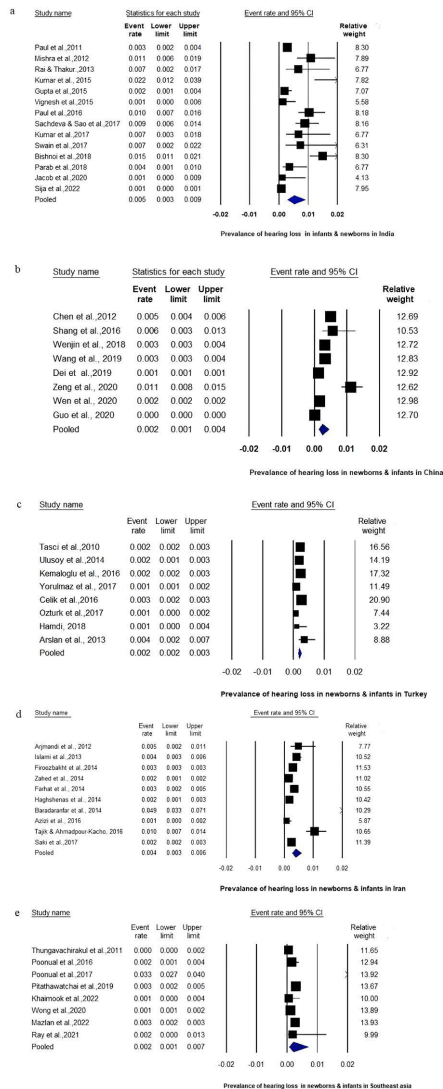 a
Study name Statistics for each study Event rate and 95% CI
Event rate Lower limit Upper limit Relative weight
Paul et al.,2011 0.003 0.002 0.004 8.30
Mishra et al.,2012 0.011 0.006 0.019 7.89
Rai & Thakur,2013 0.007 0.002 0.017 6.77
Kumar et al., 2015 0.022 0.012 0.039 7.82
Gupta et al.,2015 0.002 0.001 0.004 7.07
Vignesh et al.,2015 0.001 0.000 0.006 5.58
Paul et al.,2016 0.010 0.007 0.016 8.18
Sachdeva & Sao et al.,2017 0.009 0.006 0.014 8.16
Kumar et al.,2017 0.007 0.003 0.018 6.77
Swain et al.,2017 0.007 0.002 0.022 6.31
Bishnoi et al.,2018 0.015 0.011 0.021 8.30
Parab et al.,2018 0.004 0.001 0.010 6.77
Jacob et al.,2020 0.001 0.000 0.009 4.13
Sija et al.,2022 0.001 0.000 0.001 7.95
Pooled 0.005 0.003 0.009
-0.02 -0.01 0.00 0.01 0.02
Prevalance of hearing loss in infants & newborns in India
b
Study name Statistics for each study Event rate and 95% CI
Event rate Lower limit Upper limit Relative weight
Chen et al.,2012 0.005 0.004 0.006 12.69
Shang et al.,2016 0.006 0.003 0.013 10.53
Wenjin et al., 2018 0.003 0.003 0.004 12.72
Wang et al., 2019 0.003 0.003 0.004 12.83
Dei et al.,2019 0.001 0.001 0.001 12.92
Zeng et al., 2020 0.011 0.008 0.015 12.62
Wen et al., 2020 0.002 0.002 0.002 12.98
Guo et al., 2020 0.000 0.000 0.000 12.70
Pooled 0.002 0.001 0.004
-0.02 -0.01 0.00 0.01 0.02
Prevalance of hearing loss in newborns & infants in China
c
Study name Event rate and 95% CI
Event rate Lower limit Upper limit Relative weight
Tasci et al.,2010 0.002 0.002 0.003 16.56
Ulusoy et al.,2014 0.002 0.001 0.003 14.19
Kemaloglu et al., 2016 0.002 0.002 0.003 17.32
Yorulmaz et al., 2017 0.001 0.001 0.002 11.49
Celik et al.,2016 0.003 0.002 0.003 20.90
Ozturk et al.,2017 0.001 0.000 0.002 7.44
Hamdi, 2018 0.001 0.000 0.004 3.22
Arslan et al., 2013 0.004 0.002 0.007 8.88
Pooled 0.002 0.002 0.003
-0.02 -0.01 0.00 0.01 0.02
Prevalance of hearing loss in newborns & infants in Turkey
d
Study name Event rate and 95% CI
Event rate Lower limit Upper limit Relative weight
Arjmandi et al., 2012 0.005 0.002 0.011 7.77
Islami et al.,2013 0.004 0.003 0.006 10.52
Firoozbakht et al.,2014 0.003 0.003 0.003 11.53
Zahed et al., 2014 0.002 0.001 0.002 11.02
Farhat et al., 2014 0.003 0.002 0.005 10.55
Haghshenas et al., 2014 0.002 0.001 0.003 10.42
Baradaranfar et al., 2014 0.049 0.033 0.071 10.29
Azizi et al., 2016 0.001 0.000 0.002 5.87
Tajik & Ahmadpour-Kacho, 2016 0.010 0.007 0.014 10.65
Saki et al.,2017 0.002 0.002 0.003 11.39
Pooled 0.004 0.003 0.006
-0.02 -0.01 0.00 0.01 0.02
Prevalance of hearing loss in newborns & infants in Iran
e
Study name Event rate and 95% CI
Event rate Lower limit Upper limit Relative weight
Thungavachirakul et al.,2011 0.000 0.000 0.002 11.65
Poonual et al.,2016 0.002 0.001 0.004 12.94
Poonual et al.,2017 0.033 0.027 0.040 13.92
Pitathawatchai et al.,2019 0.003 0.002 0.005 13.67
Khaimook et al.,2022 0.001 0.000 0.004 10.00
Wong et al.,2020 0.001 0.001 0.002 13.89
Mazlan et al.,2022 0.003 0.002 0.003 13.93
Ray et al.,2021 0.002 0.000 0.013 9.99
Pooled 0.002 0.001 0.007
-0.02 -0.01 0.00 0.01 0.02
Prevalance of hearing loss in newborns & infants in Southeast asia